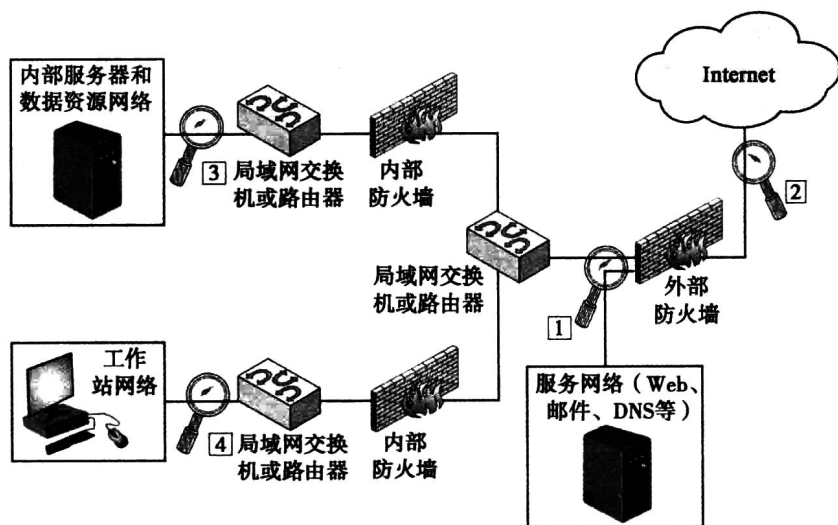 内部服务器和
数据资源网络
3
局域网交换
机或路由器
内部
防火墙
Internet
2
局域网交换
机或路由器
1
外部
防火墙
工作
站网络
4
局域网交换
机或路由器
内部
防火墙
服务网络（Web、
邮件、DNS等）